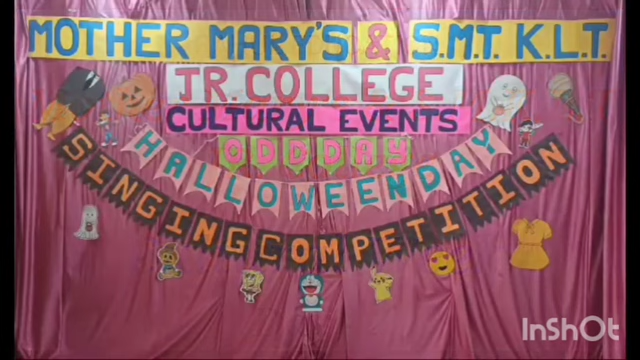 MOTHER MARY'S & S.M.T. K.L.T.
JR.COLLEGE
CULTURAL EVENTS
ODD DAY
HALLOWEEN DAY
SINGING COMPETITION
InShOt